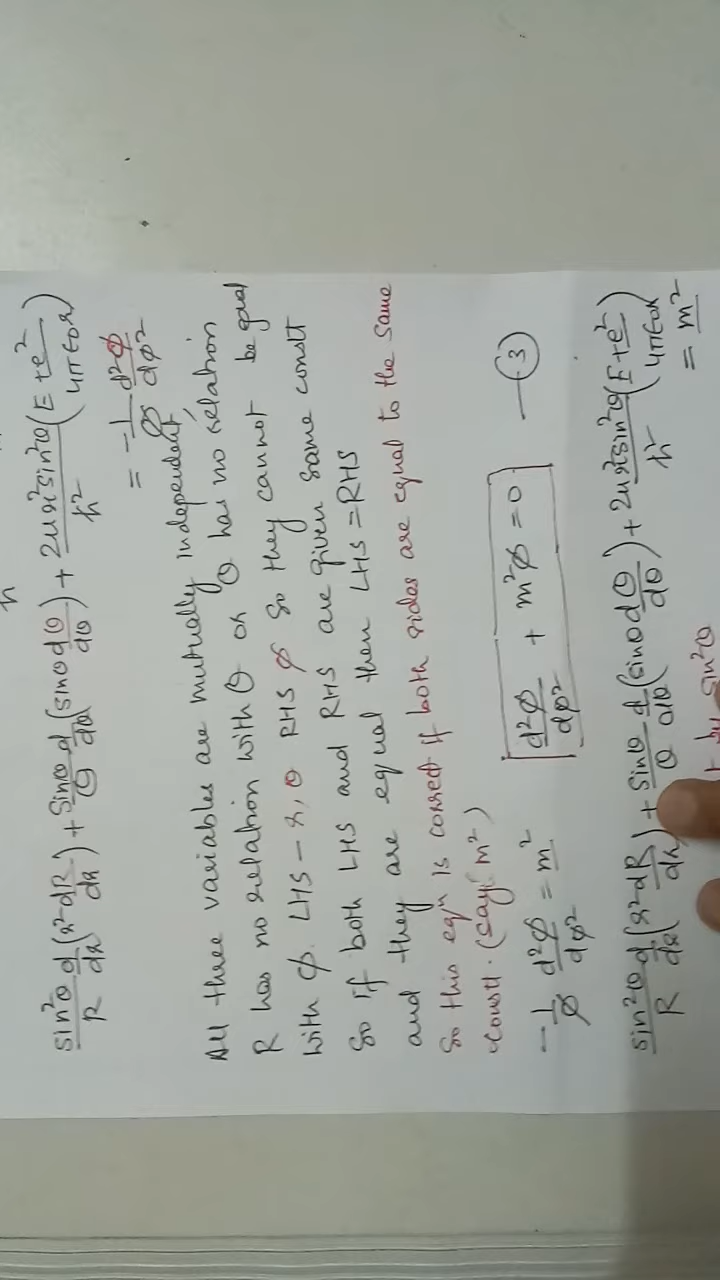 sin²θ/R d/dr (r² dR/dr) + sinθ/Θ d/dθ (sinθ dΘ/dθ) + 2μr²sin²θ/ħ² (E + e²/4πε₀r)
= -1/Φ d²Φ/dφ²
All three variables are mutually independent
R has no relation with Θ or Θ has no relation
with φ. LHS – r, θ RHS φ So they cannot be equal
So if both LHS and RHS are given same constt
and they are equal then LHS = RHS
So this eqⁿ is correct if both sides are equal to the same
constt. (say m²)
-1/Φ d²Φ/dφ² = m² d²Φ/dφ² + m²Φ = 0 — (3)
sin²θ/R d/dr (r² dR/dr) + sinθ/Θ d/dθ (sinθ dΘ/dθ) + 2μr²sin²θ/ħ² (E + e²/4πε₀r)
= m²
by sin²θ